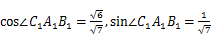 cos∠C₁A₁B₁ = √6/√7, sin∠C₁A₁B₁ = 1/√7